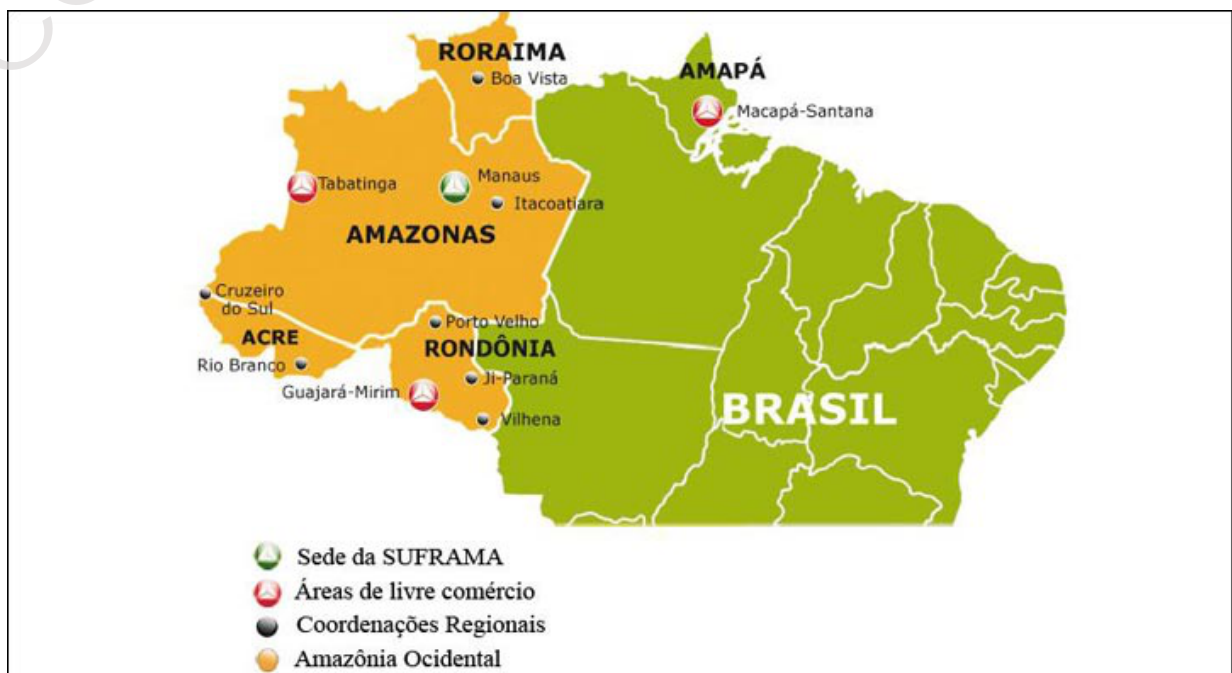 RORAIMA
Boa Vista
AMAPÁ
Macapá-Santana
Tabatinga
Manaus
Itacoatiara
AMAZONAS
Cruzeiro
do Sul
Porto Velho
ACRE
RONDÔNIA
Rio Branco
Ji-Paraná
Guajará-Mirim
Vilhena
BRASIL
Sede da SUFRAMA
Áreas de livre comércio
Coordenações Regionais
Amazônia Ocidental